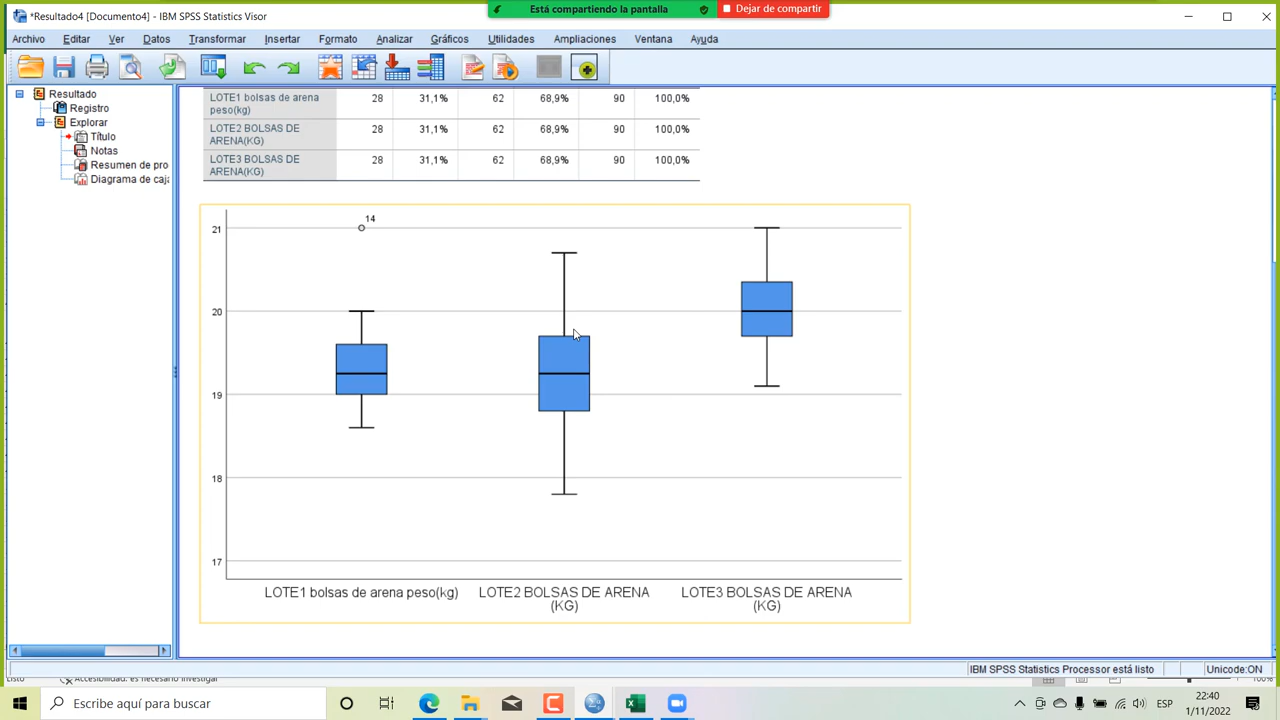 Está compartiendo la pantalla
Dejar de compartir
*Resultado4 [Documento4] - IBM SPSS Statistics Visor
Archivo Editar Ver Datos Transformar Insertar Formato Analizar Gráficos Utilidades Ampliaciones Ventana Ayuda
Resultado
Registro
Explorar
Título
Notas
Resumen de pro
Diagrama de caja
LOTE1 bolsas de arena peso(kg) 28 31,1% 62 68,9% 90 100,0%
LOTE2 BOLSAS DE ARENA(KG) 28 31,1% 62 68,9% 90 100,0%
LOTE3 BOLSAS DE ARENA(KG) 28 31,1% 62 68,9% 90 100,0%
14
21
20
19
18
17
LOTE1 bolsas de arena peso(kg)
LOTE2 BOLSAS DE ARENA
(KG)
LOTE3 BOLSAS DE ARENA
(KG)
IBM SPSS Statistics Processor está listo
Unicode:ON
Listo
Accesibilidad: es necesario investigar
100%
Escribe aquí para buscar
ESP
22:40
1/11/2022